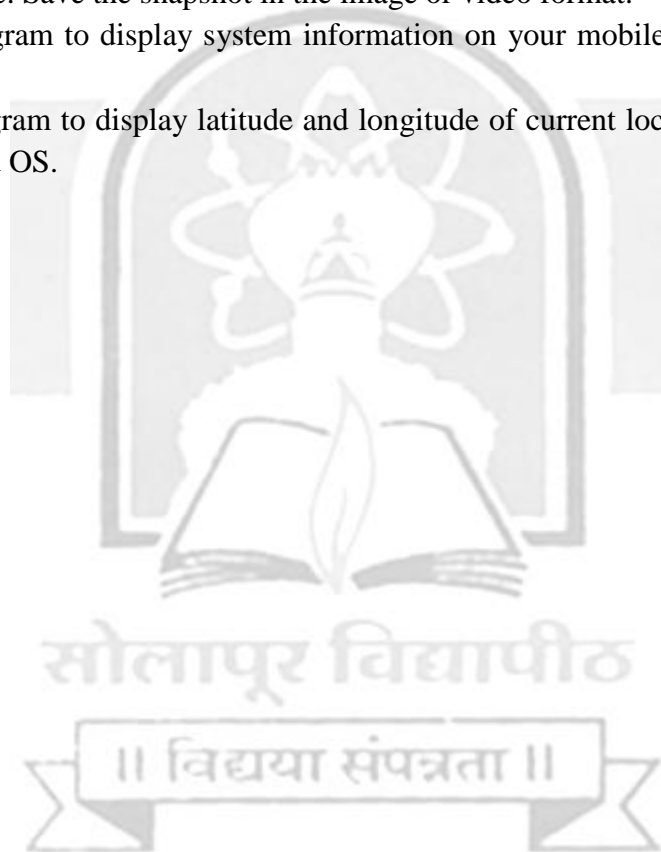 e. Save the snapshot in the image or video format.
gram to display system information on your mobile
gram to display latitude and longitude of current loc
OS.
सोलापूर विद्यापीठ
॥ विद्यया संपन्नता ॥